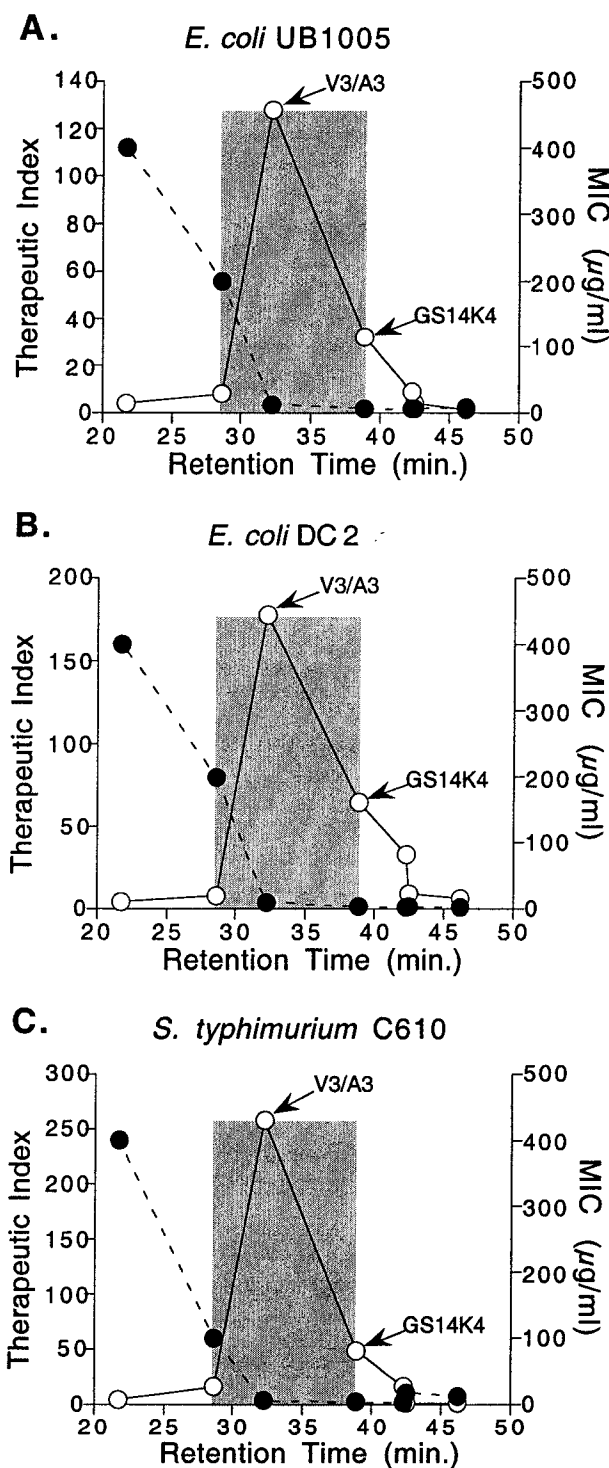 A.
E. coli UB1005
Therapeutic Index
140
120
100
80
60
40
20
0
V3/A3
GS14K4
500
400
300
200
100
0
MIC (µg/ml)
20 25 30 35 40 45 50
Retention Time (min.)
B.
E. coli DC 2
Therapeutic Index
200
150
100
50
0
V3/A3
GS14K4
500
400
300
200
100
0
MIC (µg/ml)
20 25 30 35 40 45 50
Retention Time (min.)
C.
S. typhimurium C610
Therapeutic Index
300
250
200
150
100
50
0
V3/A3
GS14K4
500
400
300
200
100
0
MIC (µg/ml)
20 25 30 35 40 45 50
Retention Time (min.)